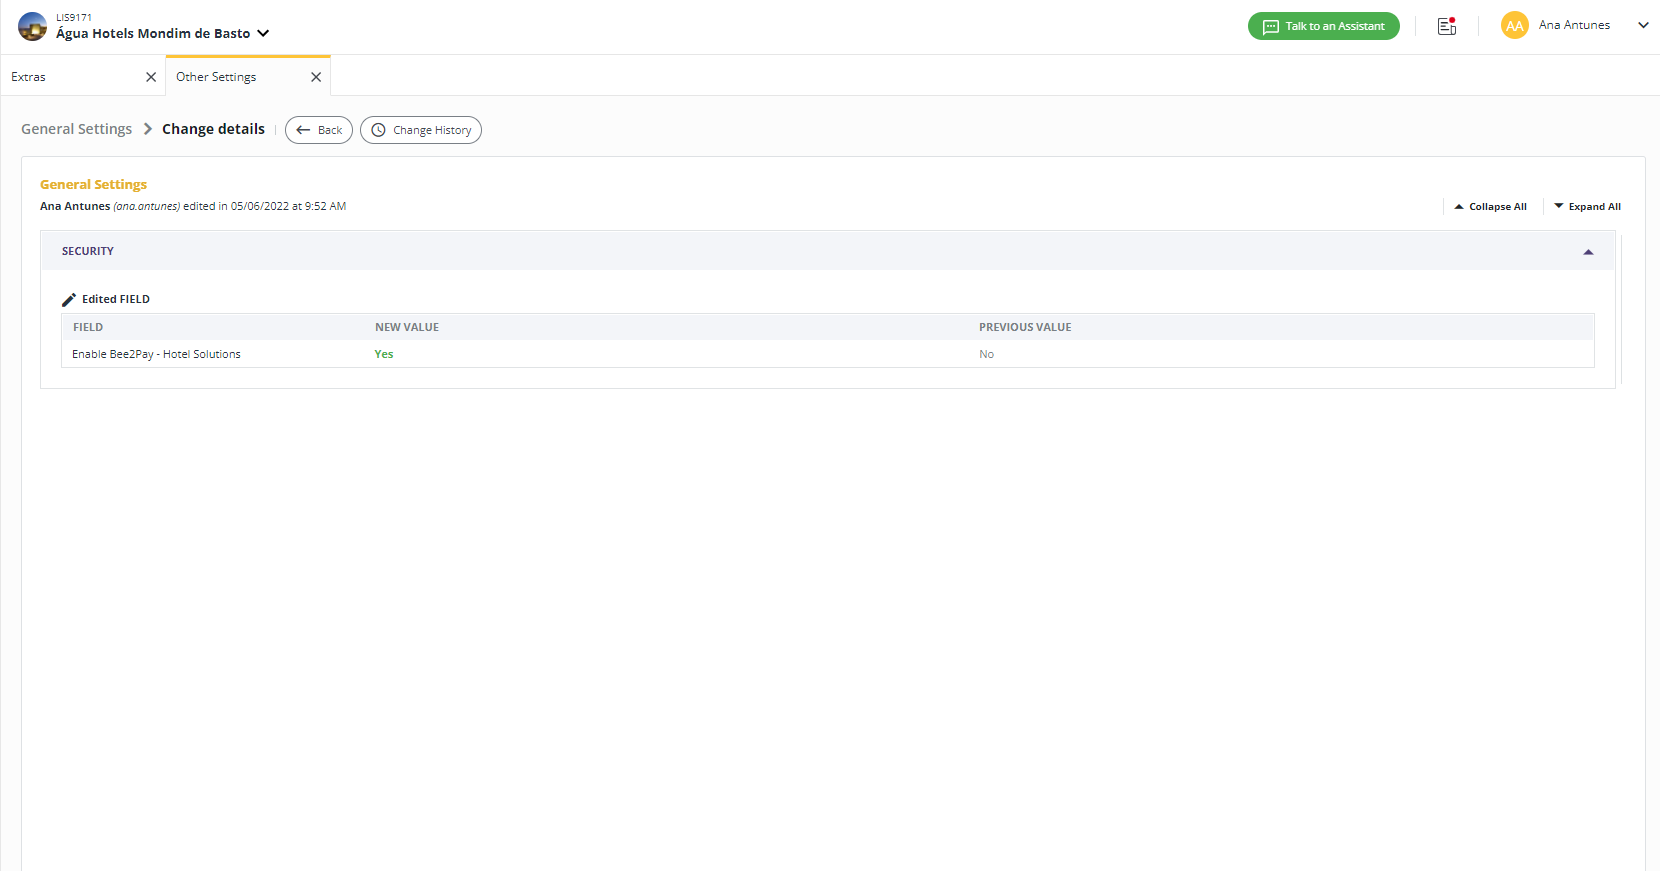 LIS9171
Água Hotels Mondim de Basto
Talk to an Assistant
AA
Ana Antunes
Extras
Other Settings
General Settings > Change details
Back
Change History
General Settings
Ana Antunes (ana.antunes) edited in 05/06/2022 at 9:52 AM
Collapse All
Expand All
SECURITY
Edited FIELD
FIELD NEW VALUE PREVIOUS VALUE
Enable Bee2Pay - Hotel Solutions Yes No